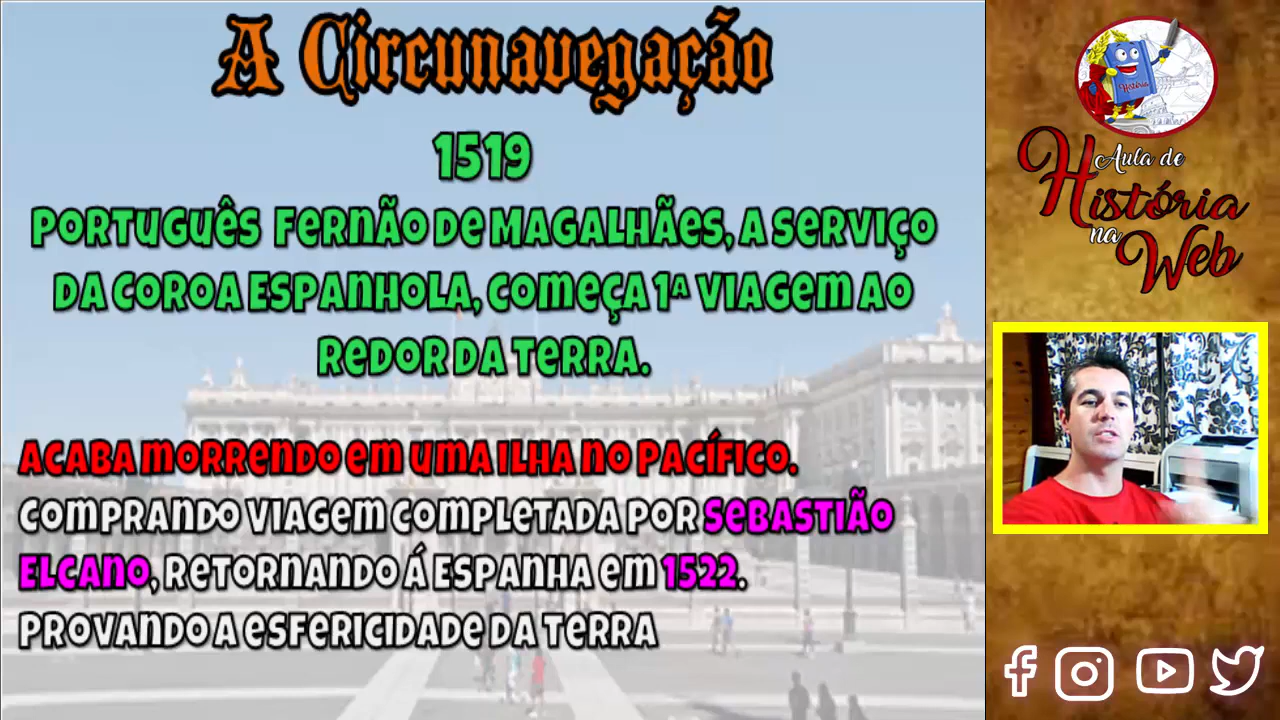 A Circunavegação
1519
Português Fernão de Magalhães, a serviço
da coroa Espanhola, começa 1ª viagem ao
redor da Terra.
Acaba morrendo em uma ilha no Pacífico.
Comprando viagem completada por Sebastião
Elcano, retornando á Espanha em 1522.
Provando a esfericidade da Terra
História
Aula de
História
na
Web